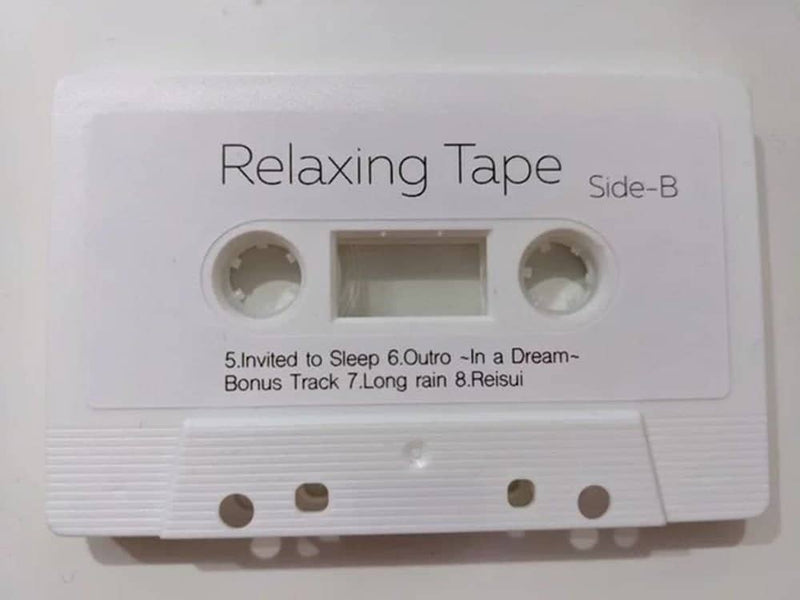 Relaxing Tape
Side-B
5.Invited to Sleep 6.Outro ~In a Dream~
Bonus Track 7.Long rain 8.Reisui